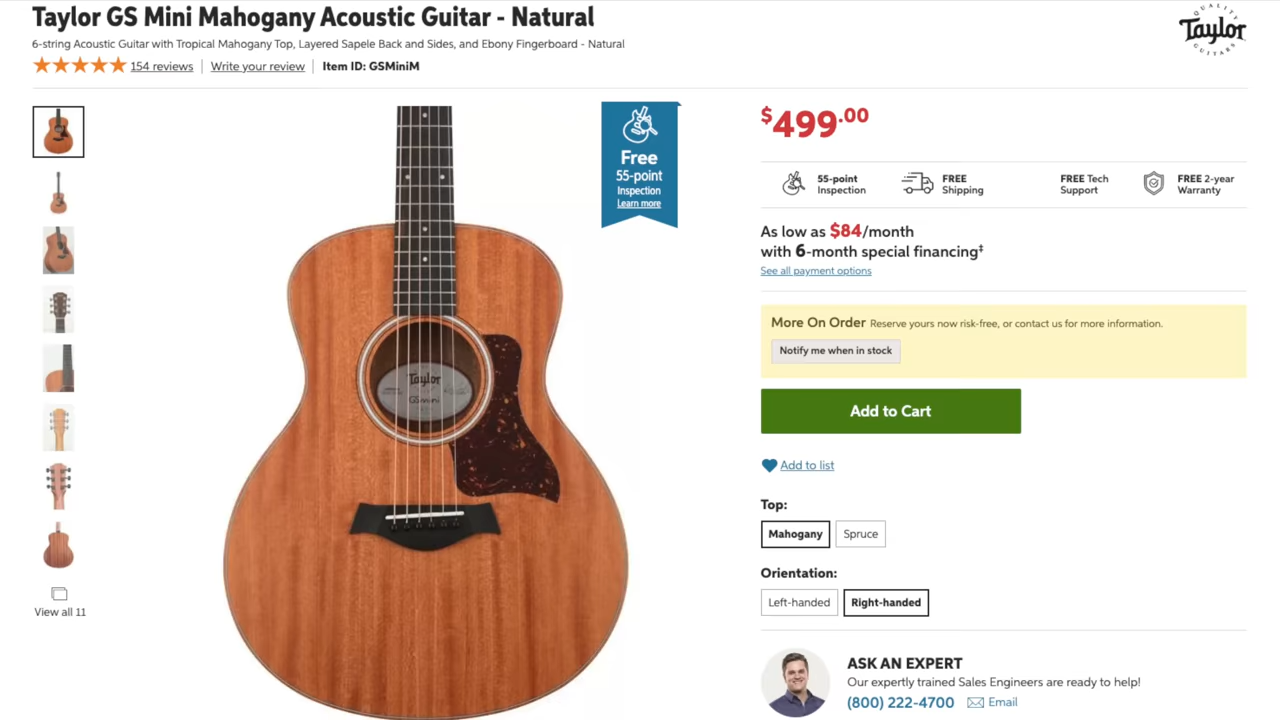 Taylor GS Mini Mahogany Acoustic Guitar - Natural
6-string Acoustic Guitar with Tropical Mahogany Top, Layered Sapele Back and Sides, and Ebony Fingerboard - Natural
154 reviews | Write your review | Item ID: GSMiniM
QUALITY
Taylor
GUITARS
Free
55-point
Inspection
Learn more
Taylor
GSmini
View all 11
$499.00
55-point
Inspection
FREE
Shipping
FREE Tech
Support
FREE 2-year
Warranty
As low as $84/month
with 6-month special financing‡
See all payment options
More On Order Reserve yours now risk-free, or contact us for more information.
Notify me when in stock
Add to Cart
Add to list
Top:
Mahogany Spruce
Orientation:
Left-handed Right-handed
ASK AN EXPERT
Our expertly trained Sales Engineers are ready to help!
(800) 222-4700 Email